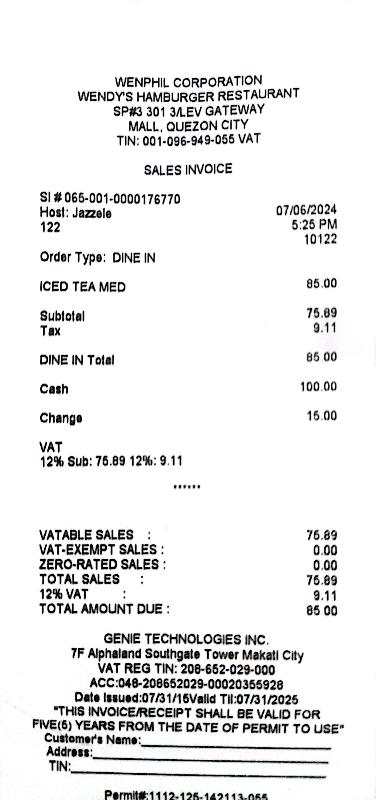 WENPHIL CORPORATION
WENDY'S HAMBURGER RESTAURANT
SP#3 301 3/LEV GATEWAY
MALL, QUEZON CITY
TIN: 001-096-949-055 VAT
SALES INVOICE
SI # 065-001-0000176770
Host: Jazzele 07/06/2024
122 5:25 PM
10122
Order Type: DINE IN
ICED TEA MED 85.00
Subtotal 75.89
Tax 9.11
DINE IN Total 85.00
Cash 100.00
Change 15.00
VAT
12% Sub: 75.89 12%: 9.11
******
VATABLE SALES : 75.89
VAT-EXEMPT SALES : 0.00
ZERO-RATED SALES : 0.00
TOTAL SALES : 75.89
12% VAT : 9.11
TOTAL AMOUNT DUE : 85.00
GENIE TECHNOLOGIES INC.
7F Alphaland Southgate Tower Makati City
VAT REG TIN: 208-652-029-000
ACC:048-208652029-00020355928
Date Issued:07/31/15Valid Til:07/31/2025
"THIS INVOICE/RECEIPT SHALL BE VALID FOR
FIVE(5) YEARS FROM THE DATE OF PERMIT TO USE"
Customer's Name:
Address:
TIN:
Permit#:1112-125-142113-055